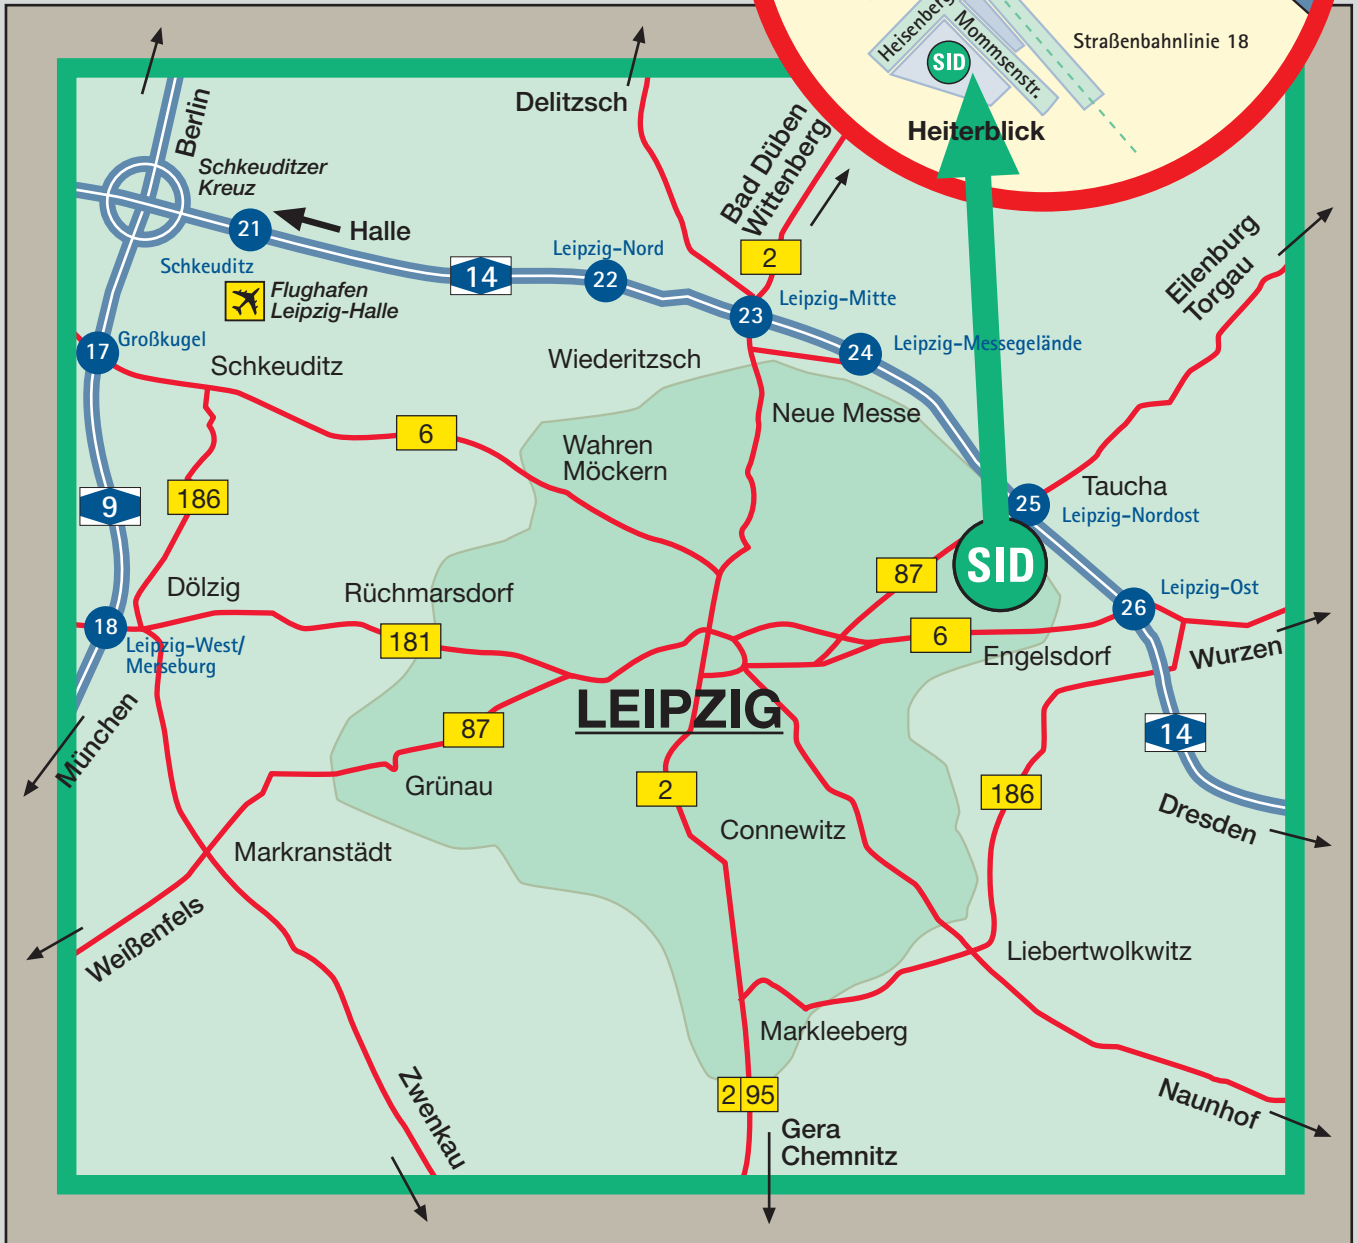 Heisenberg
Mommsenstr.
Straßenbahnlinie 18
SID
Heiterblick
Delitzsch
Berlin
Bad Düben
Wittenberg
Schkeuditzer
Kreuz
21
Halle
Schkeuditz
Flughafen
Leipzig-Halle
14
Leipzig-Nord
22
2
Leipzig-Mitte
23
Eilenburg
Torgau
17
Großkugel
Schkeuditz
Wiederitzsch
24
Leipzig-Messegelände
Neue Messe
6
Wahren
Möckern
9
186
Taucha
25
Leipzig-Nordost
SID
87
Dölzig
Rüchmarsdorf
Leipzig-Ost
26
18
Leipzig-West/
Merseburg
181
6
Engelsdorf
Wurzen
LEIPZIG
München
87
14
Grünau
2
186
Dresden
Connewitz
Markranstädt
Weißenfels
Liebertwolkwitz
Markleeberg
Zwenkau
2 95
Naunhof
Gera
Chemnitz